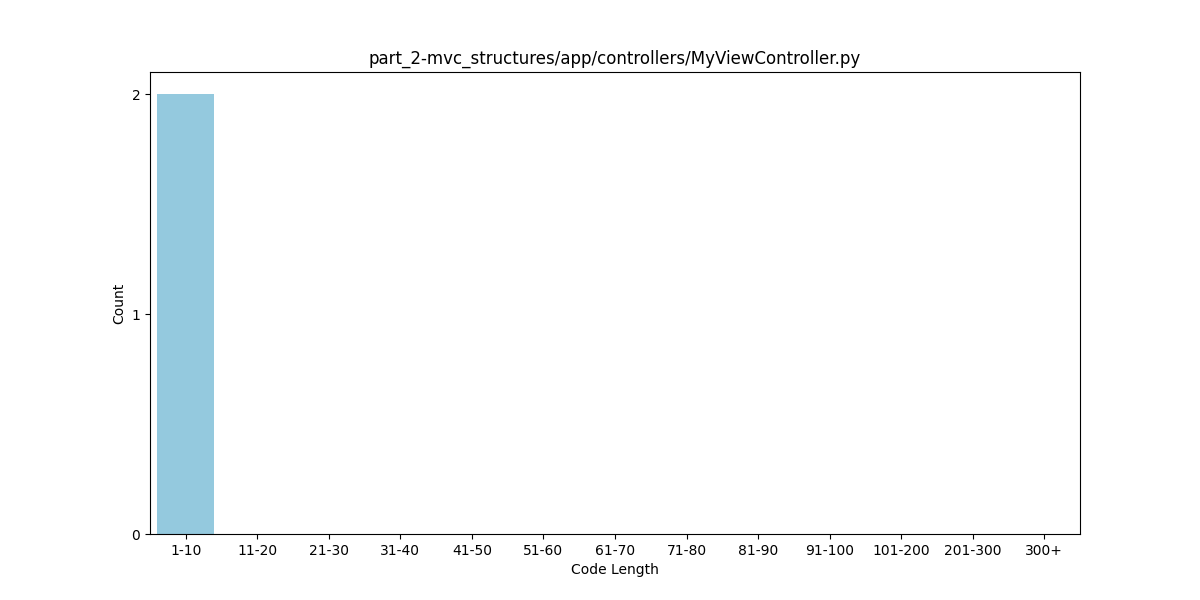 part_2-mvc_structures/app/controllers/MyViewController.py
2
1
0
Count
1-10 11-20 21-30 31-40 41-50 51-60 61-70 71-80 81-90 91-100 101-200 201-300 300+
Code Length